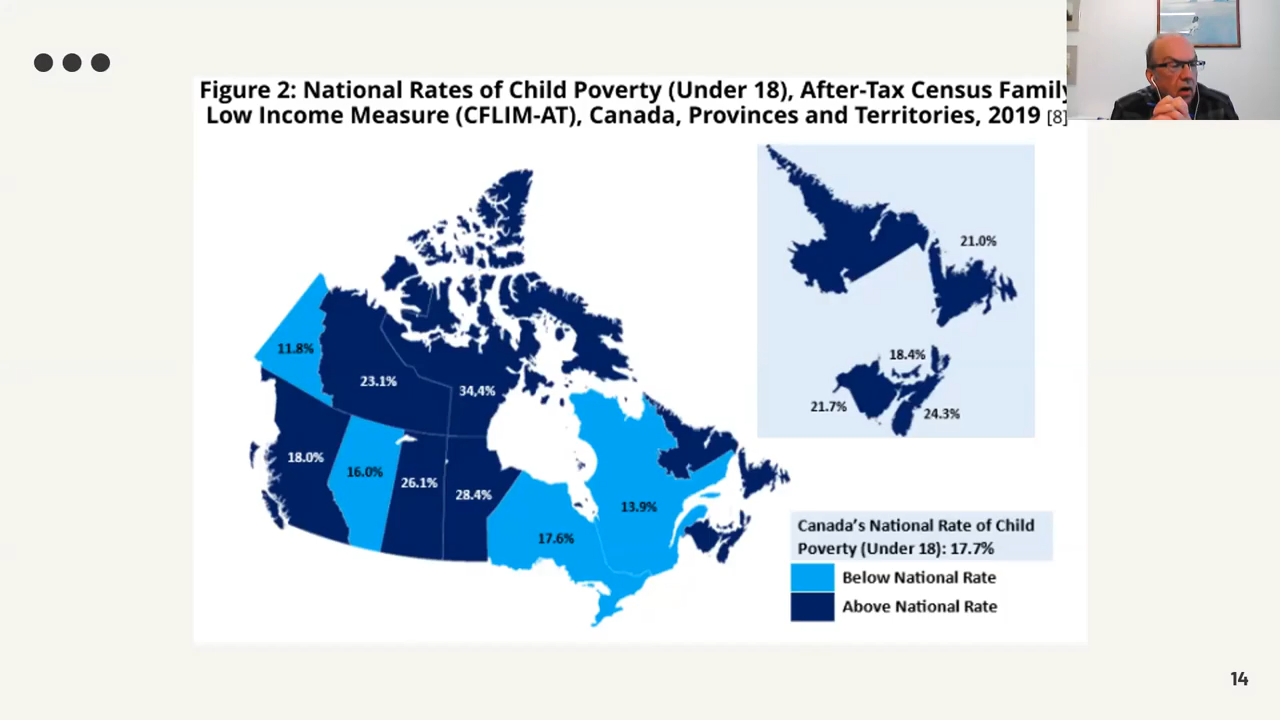 Figure 2: National Rates of Child Poverty (Under 18), After-Tax Census Family
Low Income Measure (CFLIM-AT), Canada, Provinces and Territories, 2019 [8]
21.0%
11.8%
18.4%
23.1%
34,4%
21.7%
24.3%
18.0%
16.0%
26.1%
28.4%
13.9%
17.6%
Canada's National Rate of Child
Poverty (Under 18): 17.7%
Below National Rate
Above National Rate
14